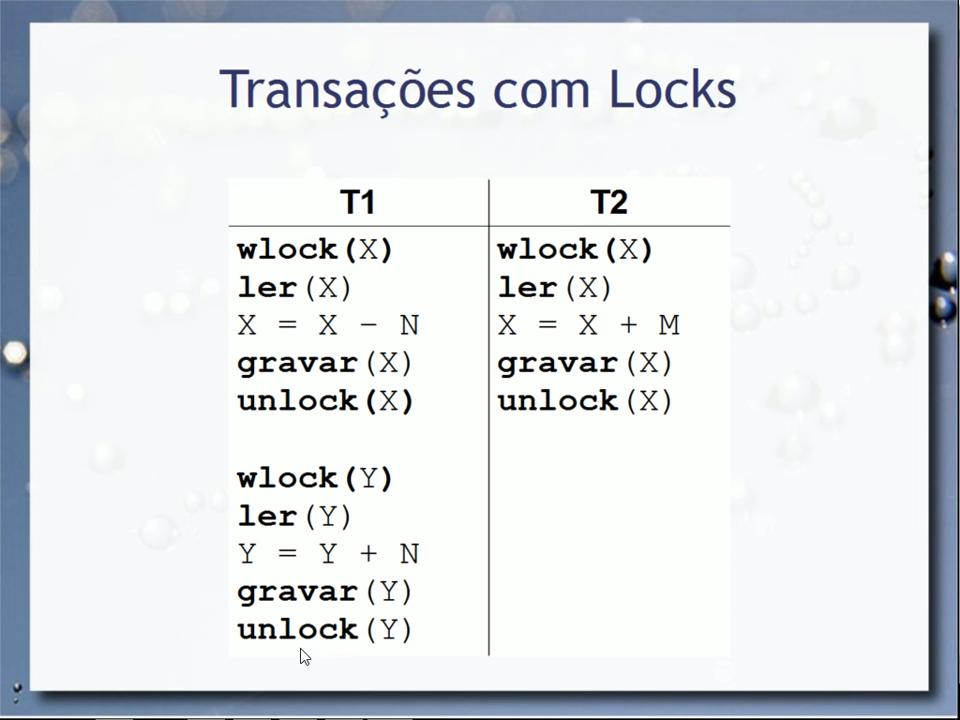 Transações com Locks
T1
T2
wlock(X)
ler(X)
X = X - N
gravar(X)
unlock(X)
wlock(Y)
ler(Y)
Y = Y + N
gravar(Y)
unlock(Y)
wlock(X)
ler(X)
X = X + M
gravar(X)
unlock(X)